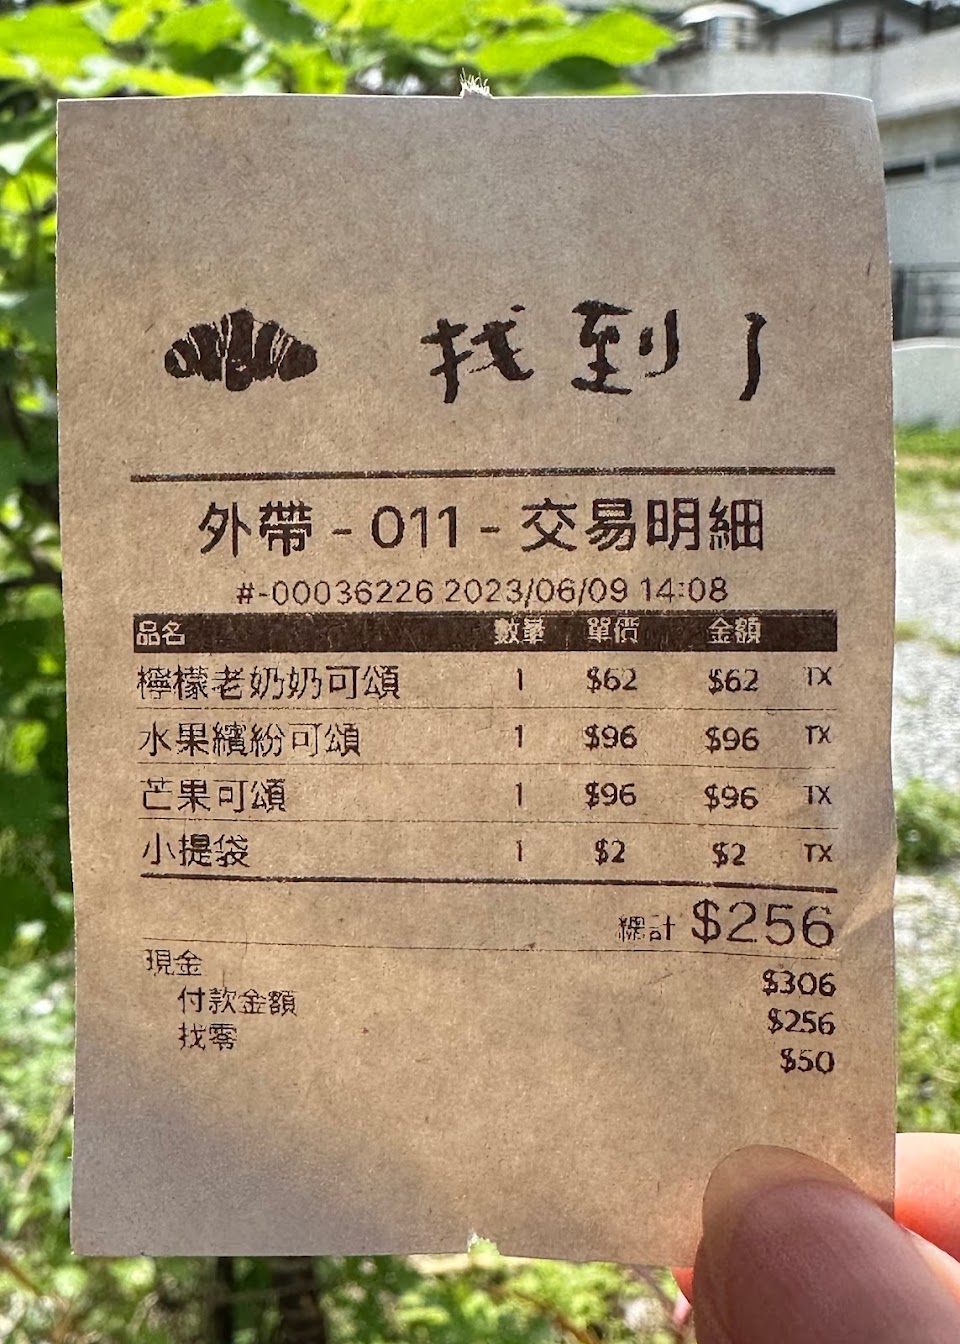 找到了
外帶 - 011 - 交易明細
#-00036226 2023/06/09 14:08
品名 數量 單價 金額
檸檬老奶奶可頌 1 $62 $62 TX
水果繽紛可頌 1 $96 $96 TX
芒果可頌 1 $96 $96 TX
小提袋 1 $2 $2 TX
總計 $256
現金 $306
付款金額 $256
找零 $50